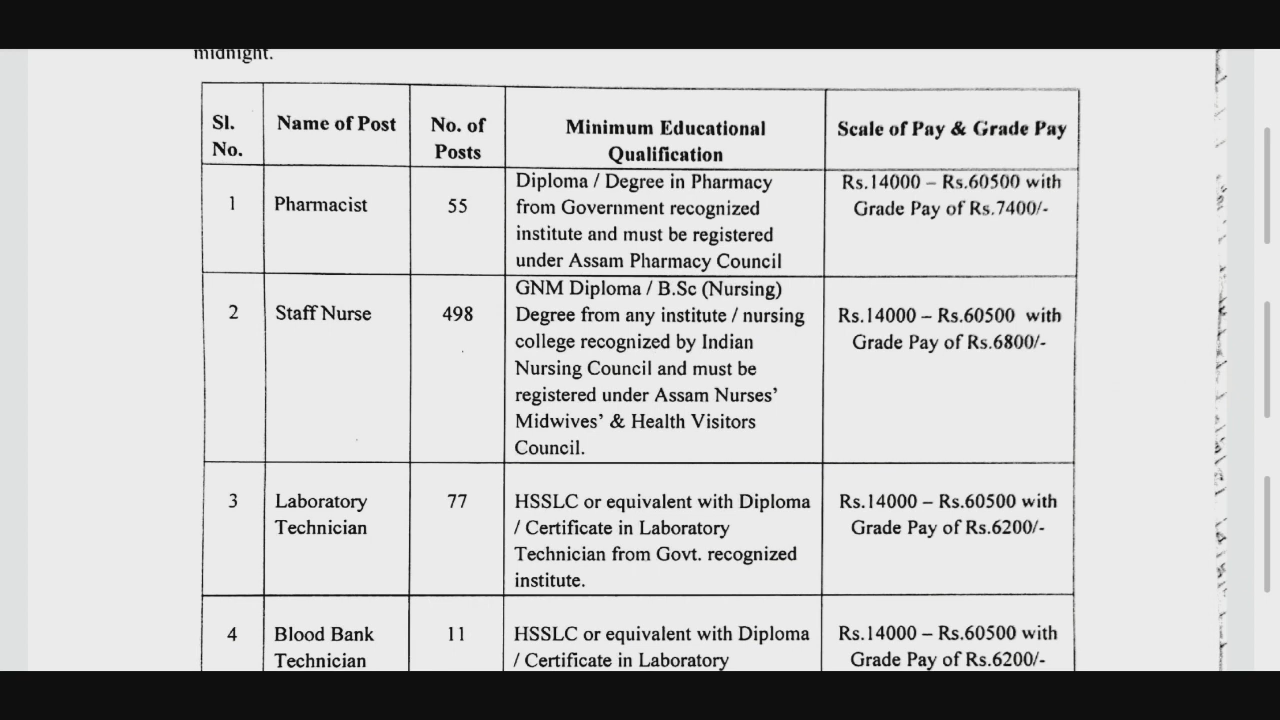 midnight.
Sl. No. Name of Post No. of Posts Minimum Educational Qualification Scale of Pay & Grade Pay
1 Pharmacist 55 Diploma / Degree in Pharmacy Rs.14000 – Rs.60500 with
from Government recognized Grade Pay of Rs.7400/-
institute and must be registered
under Assam Pharmacy Council
2 Staff Nurse 498 GNM Diploma / B.Sc (Nursing)
Degree from any institute / nursing Rs.14000 – Rs.60500 with
college recognized by Indian Grade Pay of Rs.6800/-
Nursing Council and must be
registered under Assam Nurses’
Midwives’ & Health Visitors
Council.
3 Laboratory 77 HSSLC or equivalent with Diploma Rs.14000 – Rs.60500 with
Technician / Certificate in Laboratory Grade Pay of Rs.6200/-
Technician from Govt. recognized
institute.
4 Blood Bank 11 HSSLC or equivalent with Diploma Rs.14000 – Rs.60500 with
Technician / Certificate in Laboratory Grade Pay of Rs.6200/-